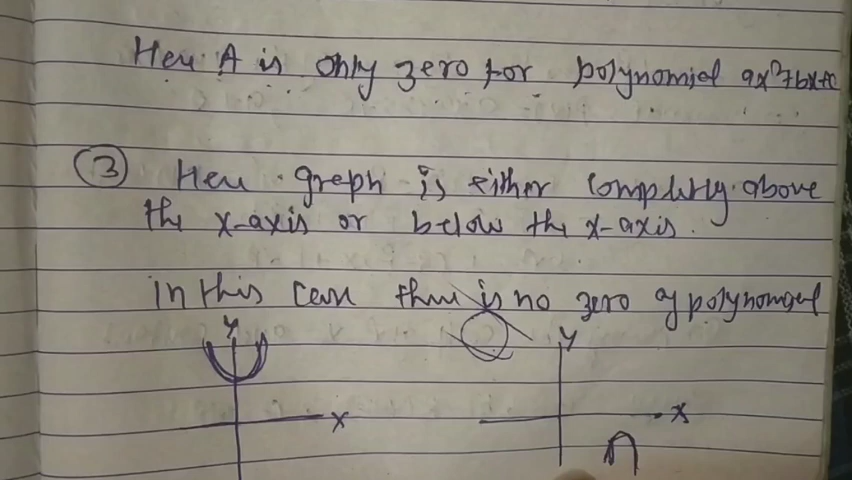 Here A is only zero for polynomial ax²+bx+c
③ Here graph is either completely above
the x-axis or below the x-axis.
In this case there is no zero of polynomial
Y
Y
X
X